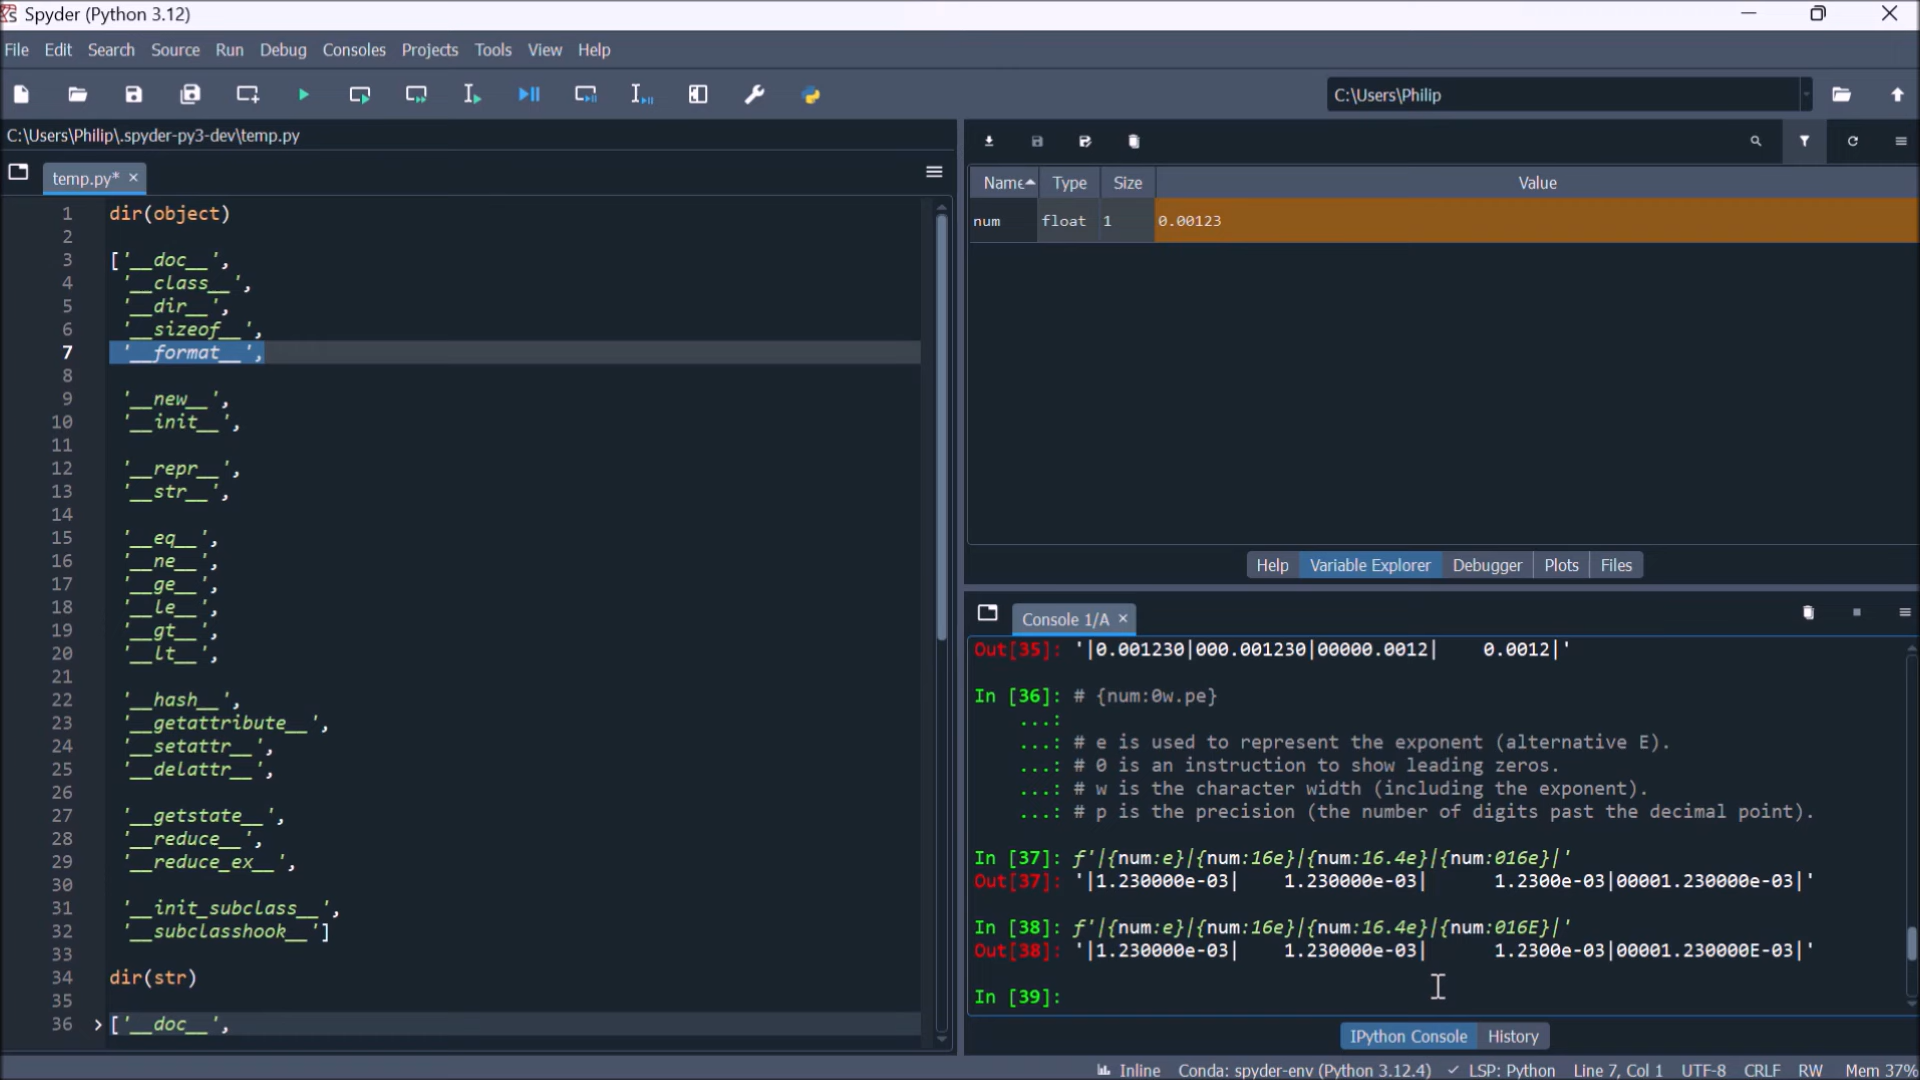 Spyder (Python 3.12)
File Edit Search Source Run Debug Consoles Projects Tools View Help
C:\Users\Philip
C:\Users\Philip\.spyder-py3-dev\temp.py
temp.py*
1 dir(object)
2
3 ['__doc__',
4 '__class__',
5 '__dir__',
6 '__sizeof__',
7 '__format__',
8
9 '__new__',
10 '__init__',
11
12 '__repr__',
13 '__str__',
14
15 '__eq__',
16 '__ne__',
17 '__ge__',
18 '__le__',
19 '__gt__',
20 '__lt__',
21
22 '__hash__',
23 '__getattribute__',
24 '__setattr__',
25 '__delattr__',
26
27 '__getstate__',
28 '__reduce__',
29 '__reduce_ex__',
30
31 '__init_subclass__',
32 '__subclasshook__']
33
34 dir(str)
35
36 ['__doc__',
Name Type Size Value
num float 1 0.00123
Help Variable Explorer Debugger Plots Files
Console 1/A
Out[35]: '|0.001230|000.001230|00000.0012|    0.0012|'
In [36]: # {num:0w.pe}
...:
...: # e is used to represent the exponent (alternative E).
...: # 0 is an instruction to show leading zeros.
...: # w is the character width (including the exponent).
...: # p is the precision (the number of digits past the decimal point).
In [37]: f'|{num:e}|{num:16e}|{num:16.4e}|{num:016e}|'
Out[37]: '|1.230000e-03|    1.230000e-03|      1.2300e-03|00001.230000e-03|'
In [38]: f'|{num:e}|{num:16e}|{num:16.4e}|{num:016E}|'
Out[38]: '|1.230000e-03|    1.230000e-03|      1.2300e-03|00001.230000E-03|'
In [39]:
IPython Console History
Inline Conda: spyder-env (Python 3.12.4) ✓ LSP: Python Line 7, Col 1 UTF-8 CRLF RW Mem 37%